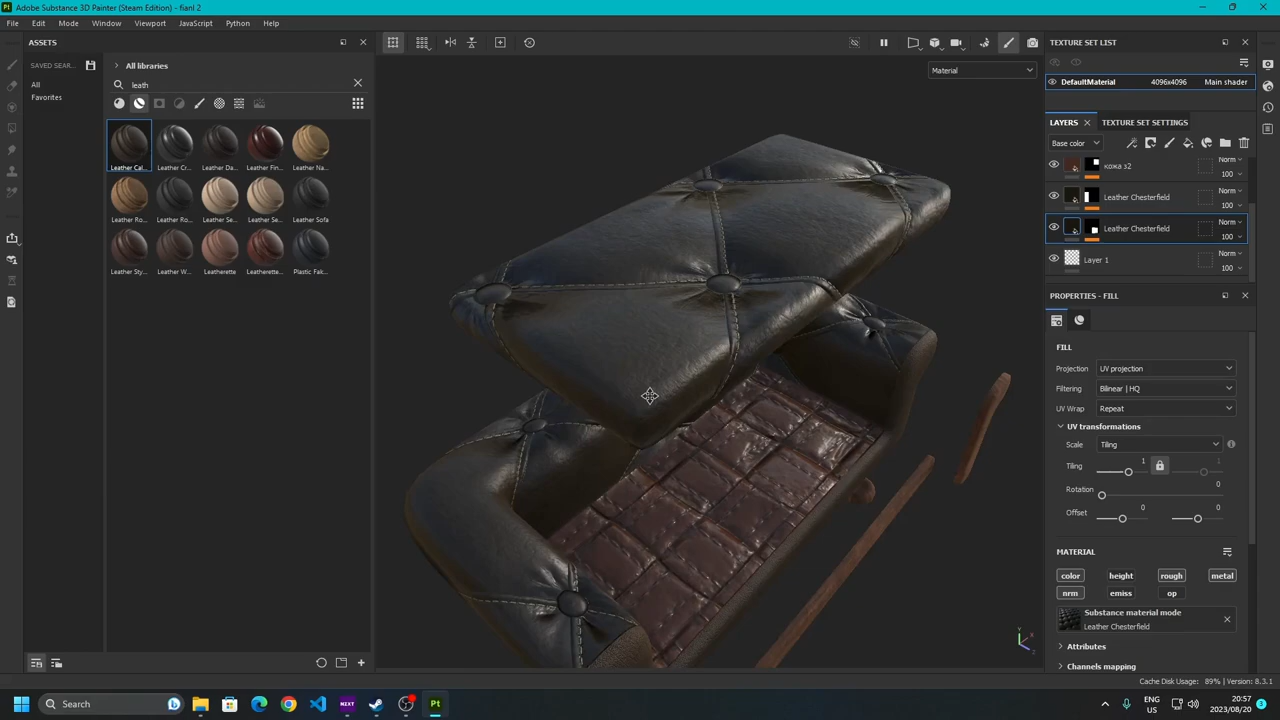 Adobe Substance 3D Painter (Steam Edition) - fianl 2
File Edit Mode Window Viewport JavaScript Python Help
ASSETS
SAVED SEAR...
All libraries
All
leath
Favorites
Leather Cal... Leather Cr... Leather Da... Leather Fin... Leather Na...
Leather Ro... Leather Ro... Leather Se... Leather Se... Leather Sofa
Leather Sty... Leather W... Leatherette Leatherette... Plastic Fak...
Material
TEXTURE SET LIST
DefaultMaterial 4096x4096 Main shader
LAYERS TEXTURE SET SETTINGS
Base color
кожа з2 Norm
100
Leather Chesterfield Norm
100
Leather Chesterfield Norm
100
Layer 1 Norm
100
PROPERTIES - FILL
FILL
Projection UV projection
Filtering Bilinear | HQ
UV Wrap Repeat
UV transformations
Scale Tiling
Tiling 1 1
Rotation 0
Offset 0 0
MATERIAL
color height rough metal
nrm emiss op
Substance material mode
Leather Chesterfield
Attributes
Channels mapping
Cache Disk Usage: 89% | Version: 8.3.1
Search
NEXT
Pt
ENG
US
20:57
2023/08/20
3